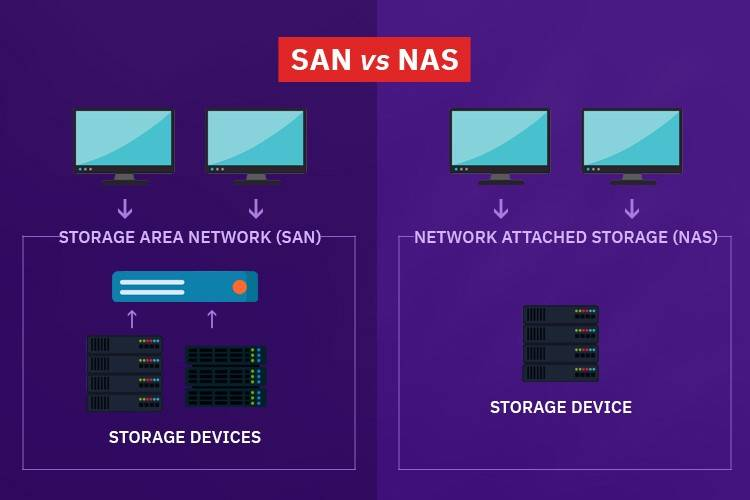 SAN vs NAS
STORAGE AREA NETWORK (SAN)
STORAGE DEVICES
NETWORK ATTACHED STORAGE (NAS)
STORAGE DEVICE